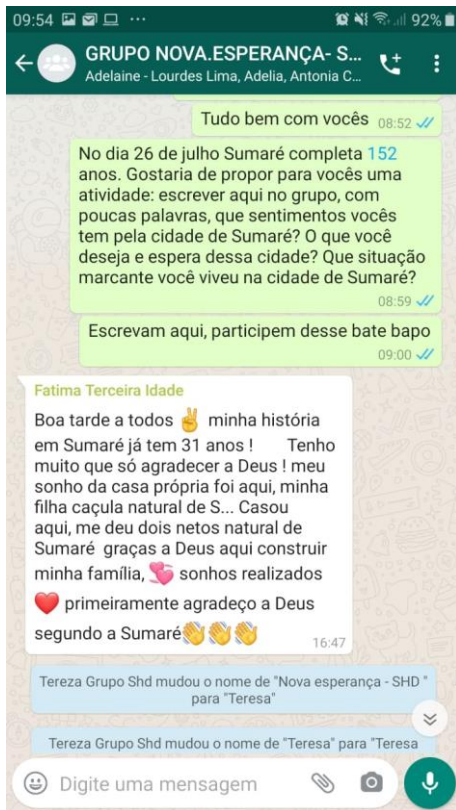 09:54 92%
GRUPO NOVA.ESPERANÇA- S...
Adelaine - Lourdes Lima, Adelia, Antonia C...
Tudo bem com vocês 08:52
No dia 26 de julho Sumaré completa 152
anos. Gostaria de propor para vocês uma
atividade: escrever aqui no grupo, com
poucas palavras, que sentimentos vocês
tem pela cidade de Sumaré? O que você
deseja e espera dessa cidade? Que situação
marcante você viveu na cidade de Sumaré?
08:59
Escrevam aqui, participem desse bate bapo
09:00
Fatima Terceira Idade
Boa tarde a todos ✌️ minha história
em Sumaré já tem 31 anos ! Tenho
muito que só agradecer a Deus ! meu
sonho da casa própria foi aqui, minha
filha caçula natural de S... Casou
aqui, me deu dois netos natural de
Sumaré graças a Deus aqui construir
minha família, 💞 sonhos realizados
❤️ primeiramente agradeço a Deus
segundo a Sumaré👏👏👏
16:47
Tereza Grupo Shd mudou o nome de "Nova esperança - SHD "
para "Teresa"
Tereza Grupo Shd mudou o nome de "Teresa" para "Teresa
Digite uma mensagem